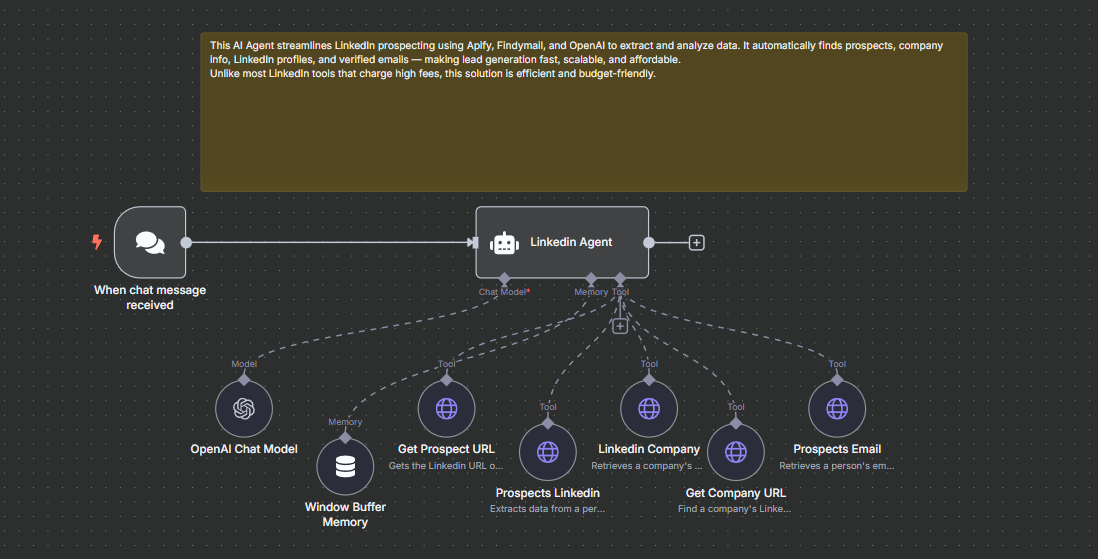 This AI Agent streamlines LinkedIn prospecting using Apify, Findymail, and OpenAI to extract and analyze data. It automatically finds prospects, company
info, LinkedIn profiles, and verified emails — making lead generation fast, scalable, and affordable.
Unlike most LinkedIn tools that charge high fees, this solution is efficient and budget-friendly.
Linkedin Agent
When chat message
received
Chat Model*
Memory
Tool
Model
Tool
Tool
Tool
OpenAI Chat Model
Memory
Get Prospect URL
Gets the Linkedin URL o...
Tool
Linkedin Company
Retrieves a company's ...
Tool
Prospects Email
Retrieves a person's em...
Window Buffer
Memory
Prospects Linkedin
Extracts data from a per...
Get Company URL
Find a company's Linke...